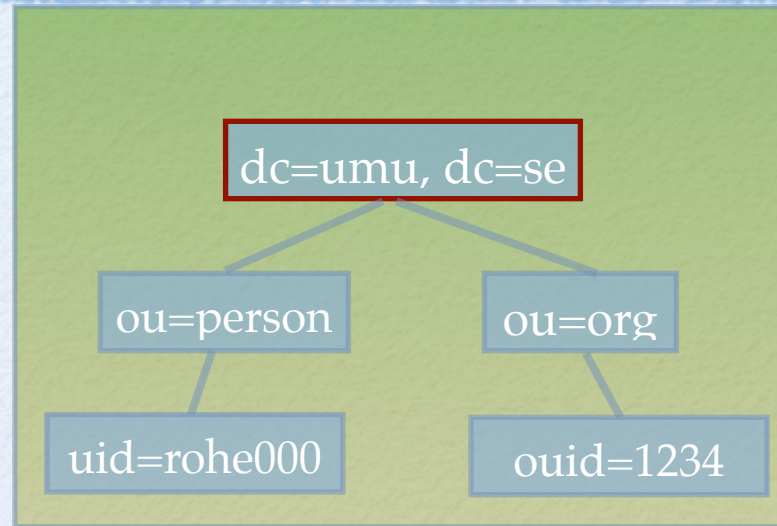 dc=umu, dc=se
ou=person
ou=org
uid=rohe000
ouid=1234